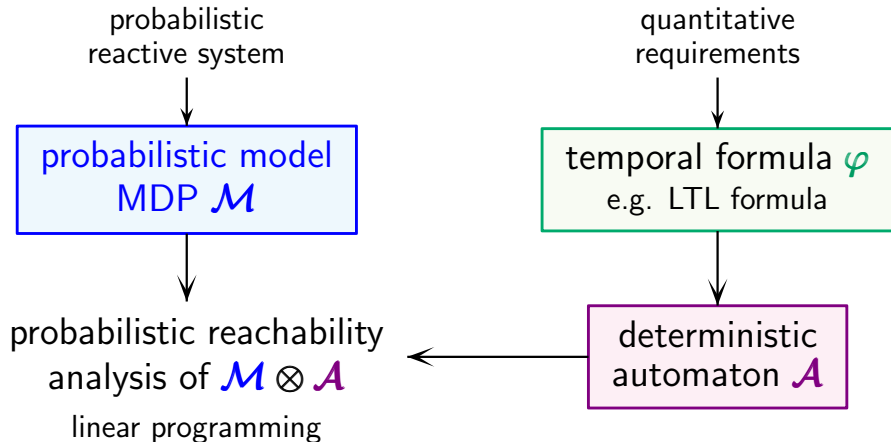 probabilistic
reactive system
quantitative
requirements
probabilistic model
MDP 𝓜
temporal formula φ
e.g. LTL formula
probabilistic reachability
analysis of 𝓜 ⊗ 𝓐
linear programming
deterministic
automaton 𝓐